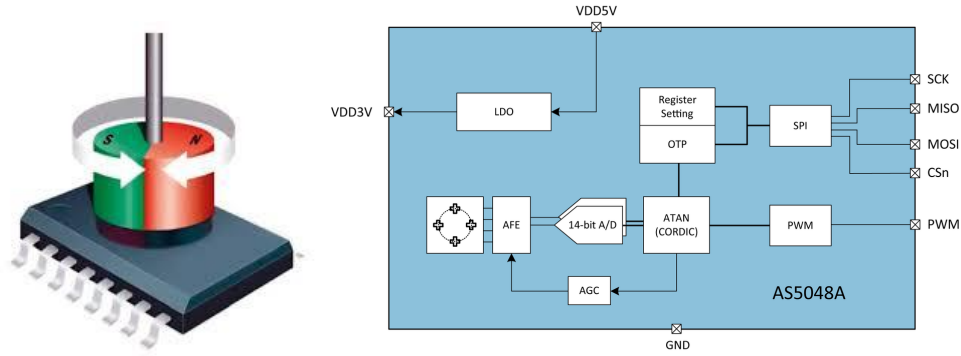 S N
VDD5V
VDD3V
LDO
Register
Setting
OTP
SPI
SCK
MISO
MOSI
CSn
AFE
14-bit A/D
ATAN
(CORDIC)
PWM
PWM
AGC
AS5048A
GND